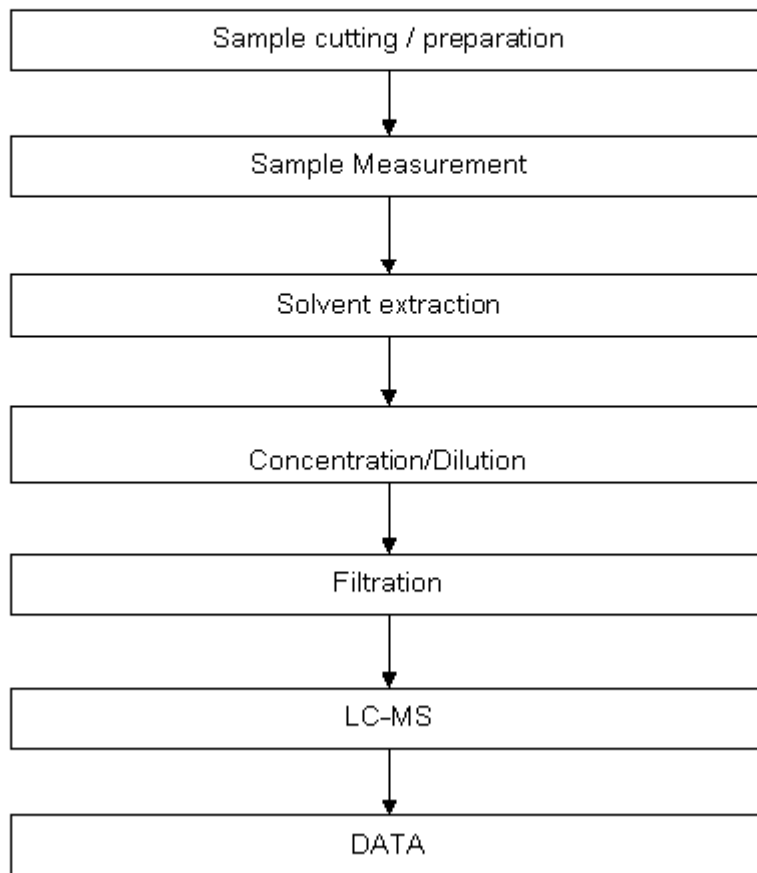 Sample cutting / preparation
Sample Measurement
Solvent extraction
Concentration/Dilution
Filtration
LC-MS
DATA